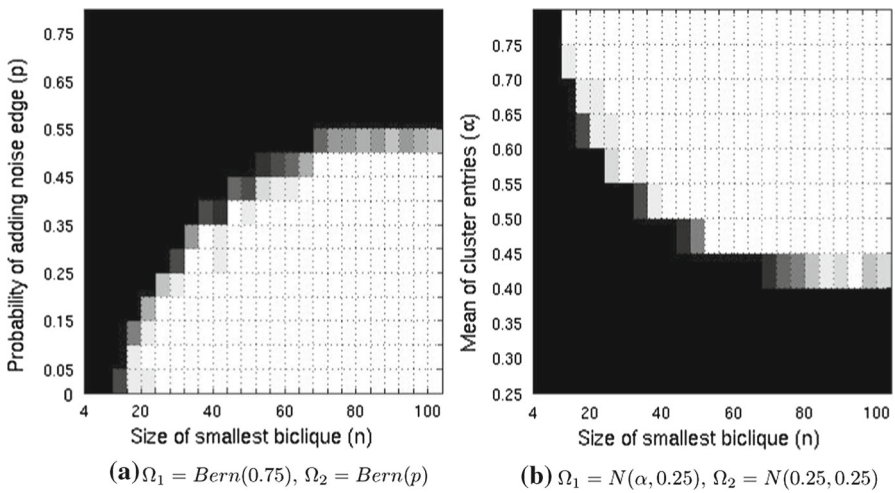 Probability of adding noise edge (p)
0.75
0.65
0.55
0.45
0.35
0.25
0.15
0.05
0
4 20 40 60 80 100
Size of smallest biclique (n)
(a) Ω₁ = Bern(0.75), Ω₂ = Bern(p)
Mean of cluster entries (α)
0.75
0.70
0.65
0.60
0.55
0.50
0.45
0.40
0.35
0.30
0.25
4 20 40 60 80 100
Size of smallest biclique (n)
(b) Ω₁ = N(α, 0.25), Ω₂ = N(0.25, 0.25)